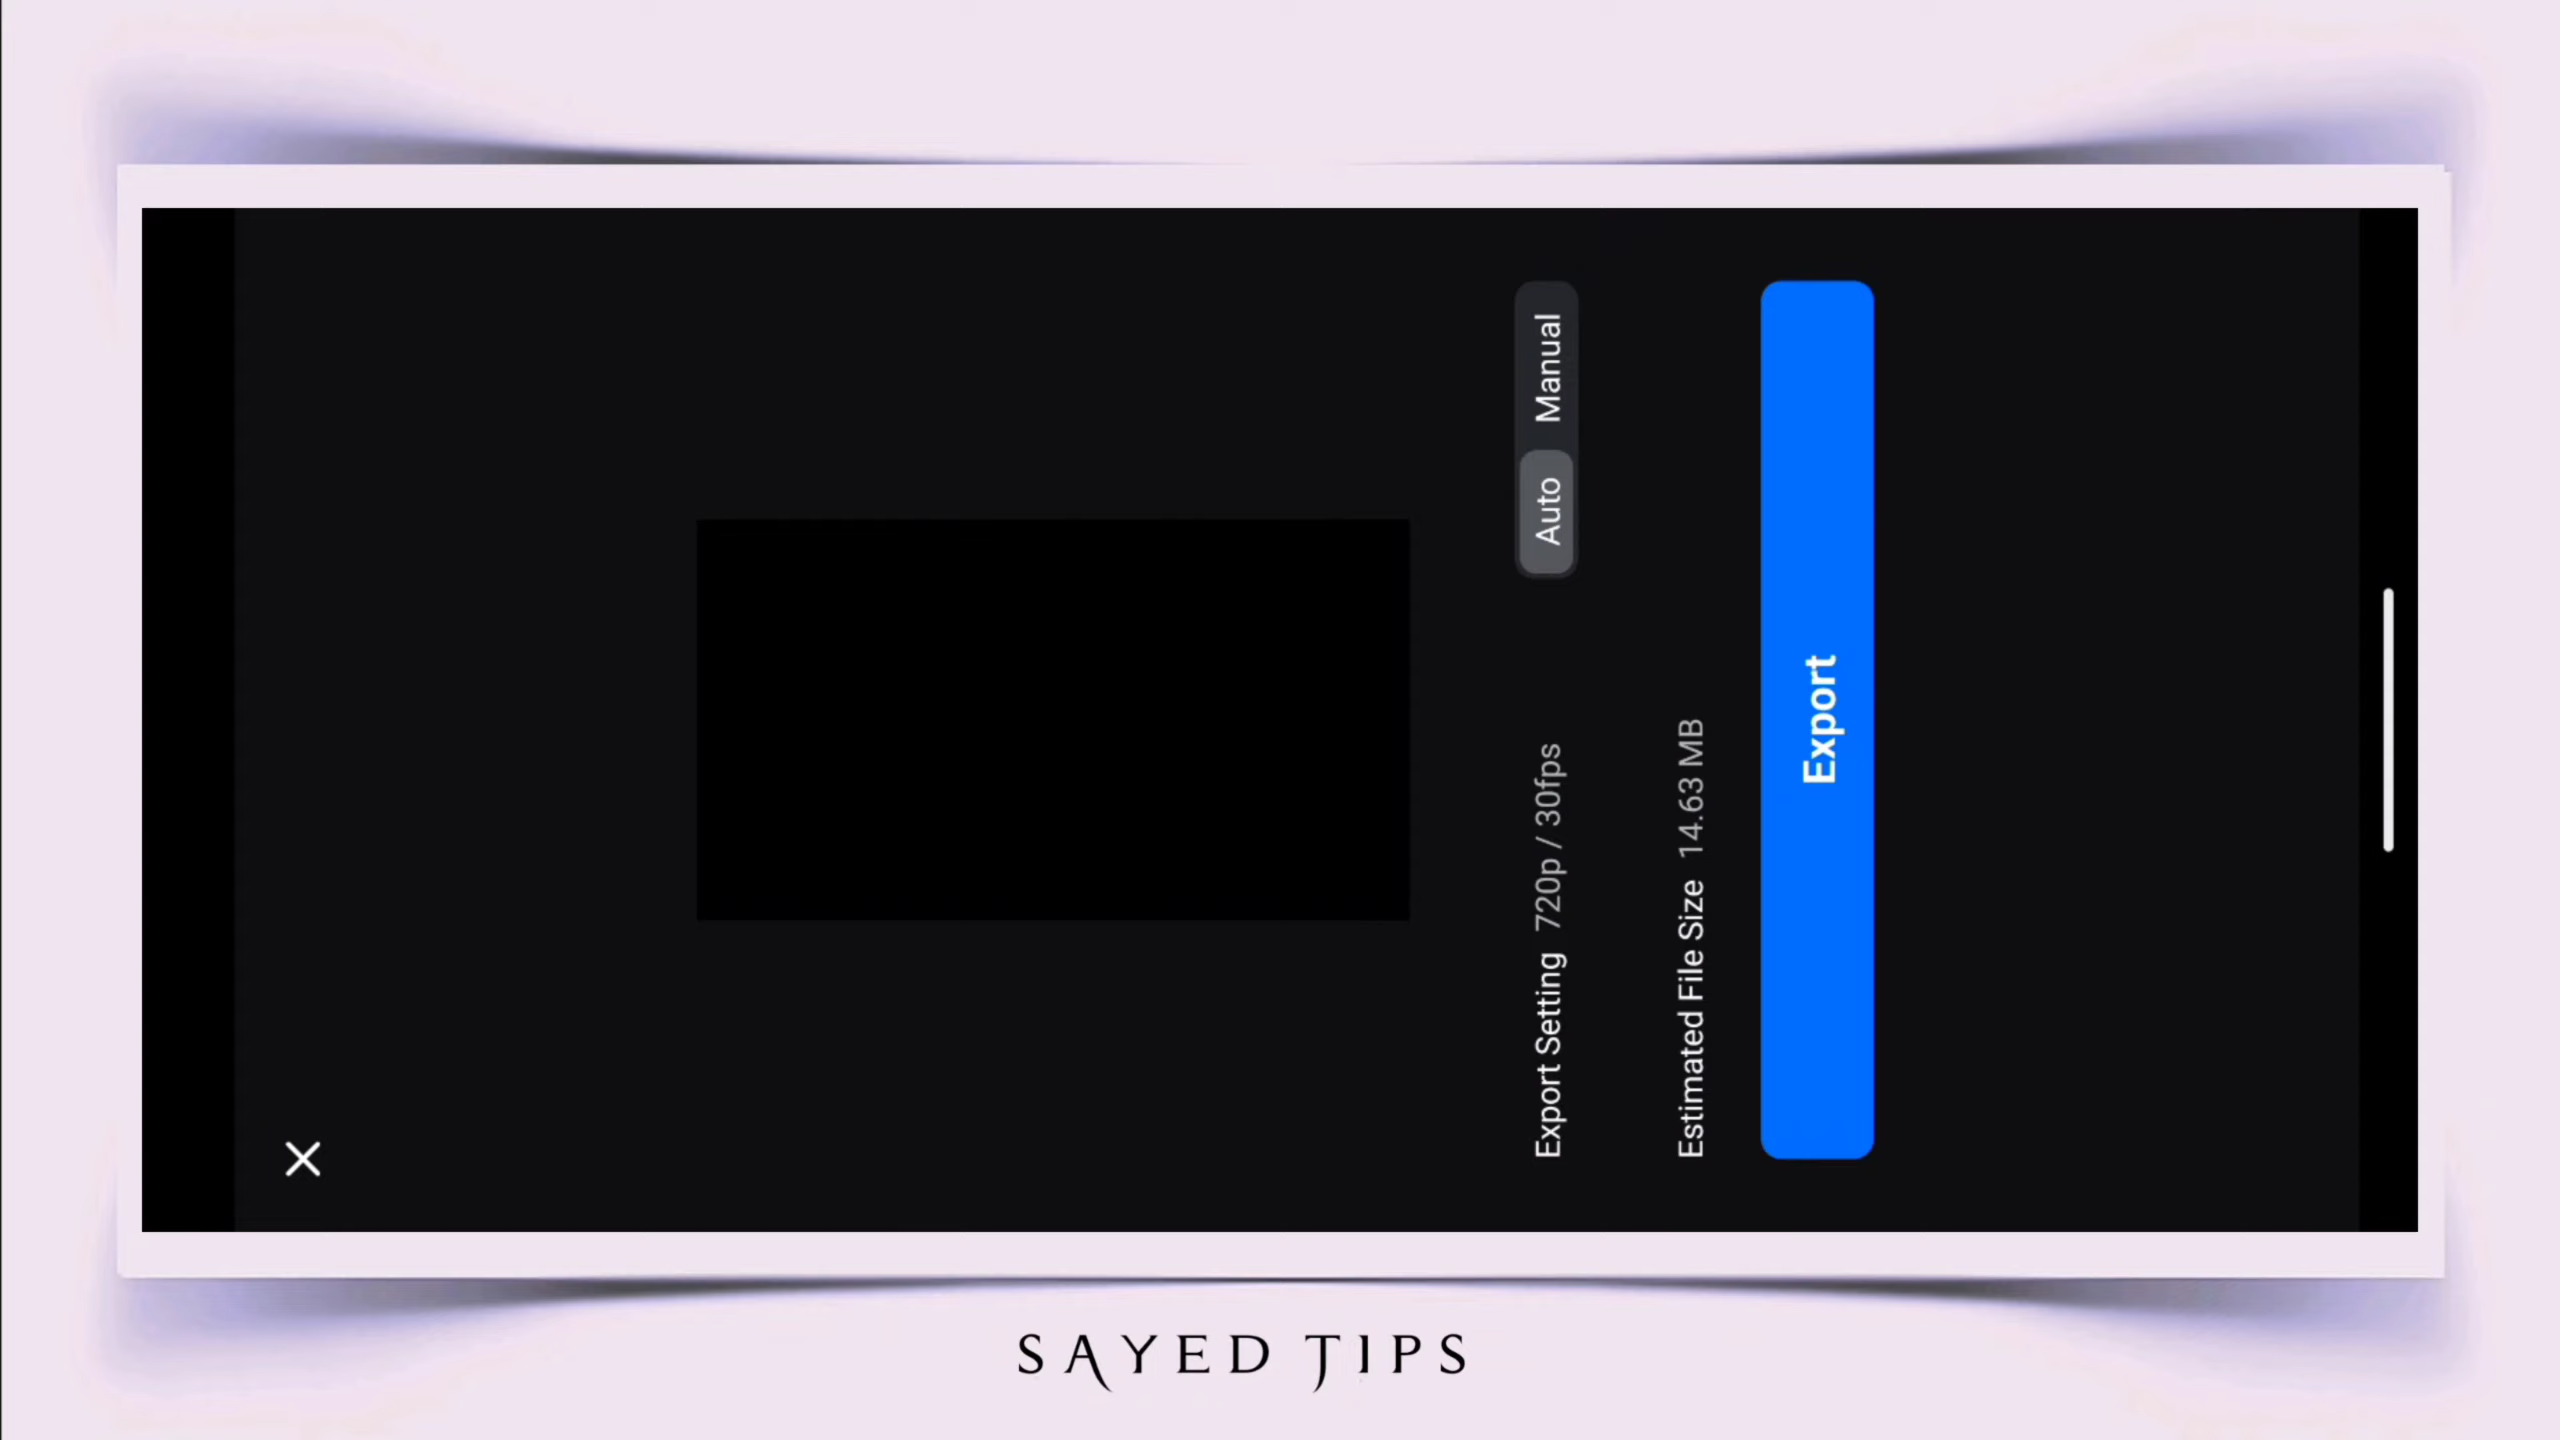 Export Setting 720p / 30fps Auto Manual
Estimated File Size 14.63 MB
Export
SAYED TIPS